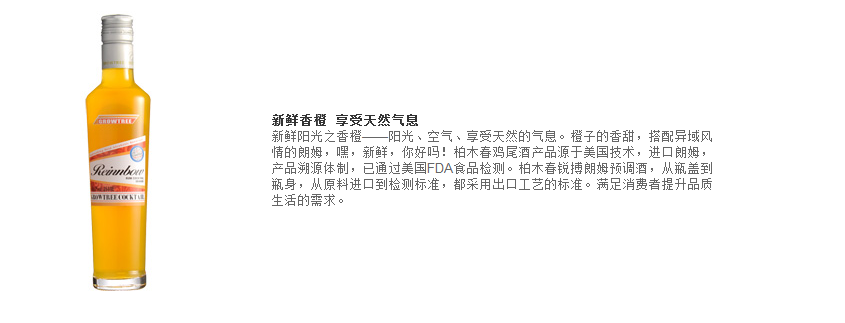 GROWTREE
Reinnbow
GROWTREE COCKTAIL
新鲜香橙 享受天然气息
新鲜阳光之香橙——阳光、空气、享受天然的气息。橙子的香甜，搭配异域风
情的朗姆，嘿，新鲜，你好吗！柏木春鸡尾酒产品源于美国技术，进口朗姆，
产品溯源体制，已通过美国FDA食品检测。柏木春锐搏朗姆预调酒，从瓶盖到
瓶身，从原料进口到检测标准，都采用出口工艺的标准。满足消费者提升品质
生活的需求。